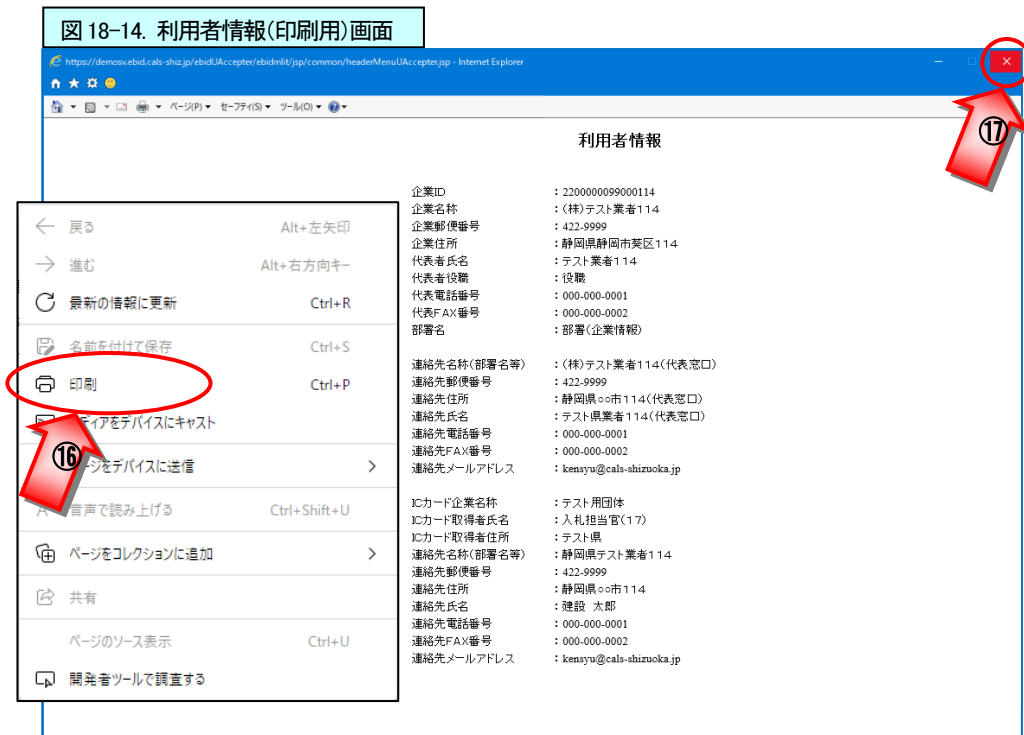 図 18-14. 利用者情報(印刷用)画面
https://demosv.ebid.cals-shiz.jp/ebidUAccepter/ebidmlit/jsp/common/headerMenuUAccepter.jsp - Internet Explorer
ページ(P) セーフティ(S) ツール(O)
⑰
利用者情報
企業ID : 2200000099000114
企業名称 : (株)テスト業者114
企業郵便番号 : 422-9999
企業住所 : 静岡県静岡市葵区114
代表者氏名 : テスト業者114
代表者役職 : 役職
代表電話番号 : 000-000-0001
代表FAX番号 : 000-000-0002
部署名 : 部署(企業情報)
連絡先名称(部署名等) : (株)テスト業者114(代表窓口)
連絡先郵便番号 : 422-9999
連絡先住所 : 静岡県○○市114(代表窓口)
連絡先氏名 : テスト県業者114(代表窓口)
連絡先電話番号 : 000-000-0001
連絡先FAX番号 : 000-000-0002
連絡先メールアドレス : kensyu@cals-shizuoka.jp
ICカード企業名称 : テスト用団体
ICカード取得者氏名 : 入札担当官(17)
ICカード取得者住所 : テスト県
連絡先名称(部署名等) : 静岡県テスト業者114
連絡先郵便番号 : 422-9999
連絡先住所 : 静岡県○○市114
連絡先氏名 : 建設 太郎
連絡先電話番号 : 000-000-0001
連絡先FAX番号 : 000-000-0002
連絡先メールアドレス : kensyu@cals-shizuoka.jp
戻る Alt+左矢印
進む Alt+右方向キー
最新の情報に更新 Ctrl+R
名前を付けて保存 Ctrl+S
印刷 Ctrl+P
ディアをデバイスにキャスト
⑯
ページをデバイスに送信
音声で読み上げる Ctrl+Shift+U
ページをコレクションに追加
共有
ページのソース表示 Ctrl+U
開発者ツールで調査する